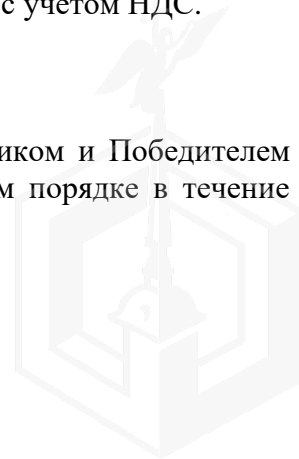 с учетом НДС.
иком и Победителем
м порядке в течение